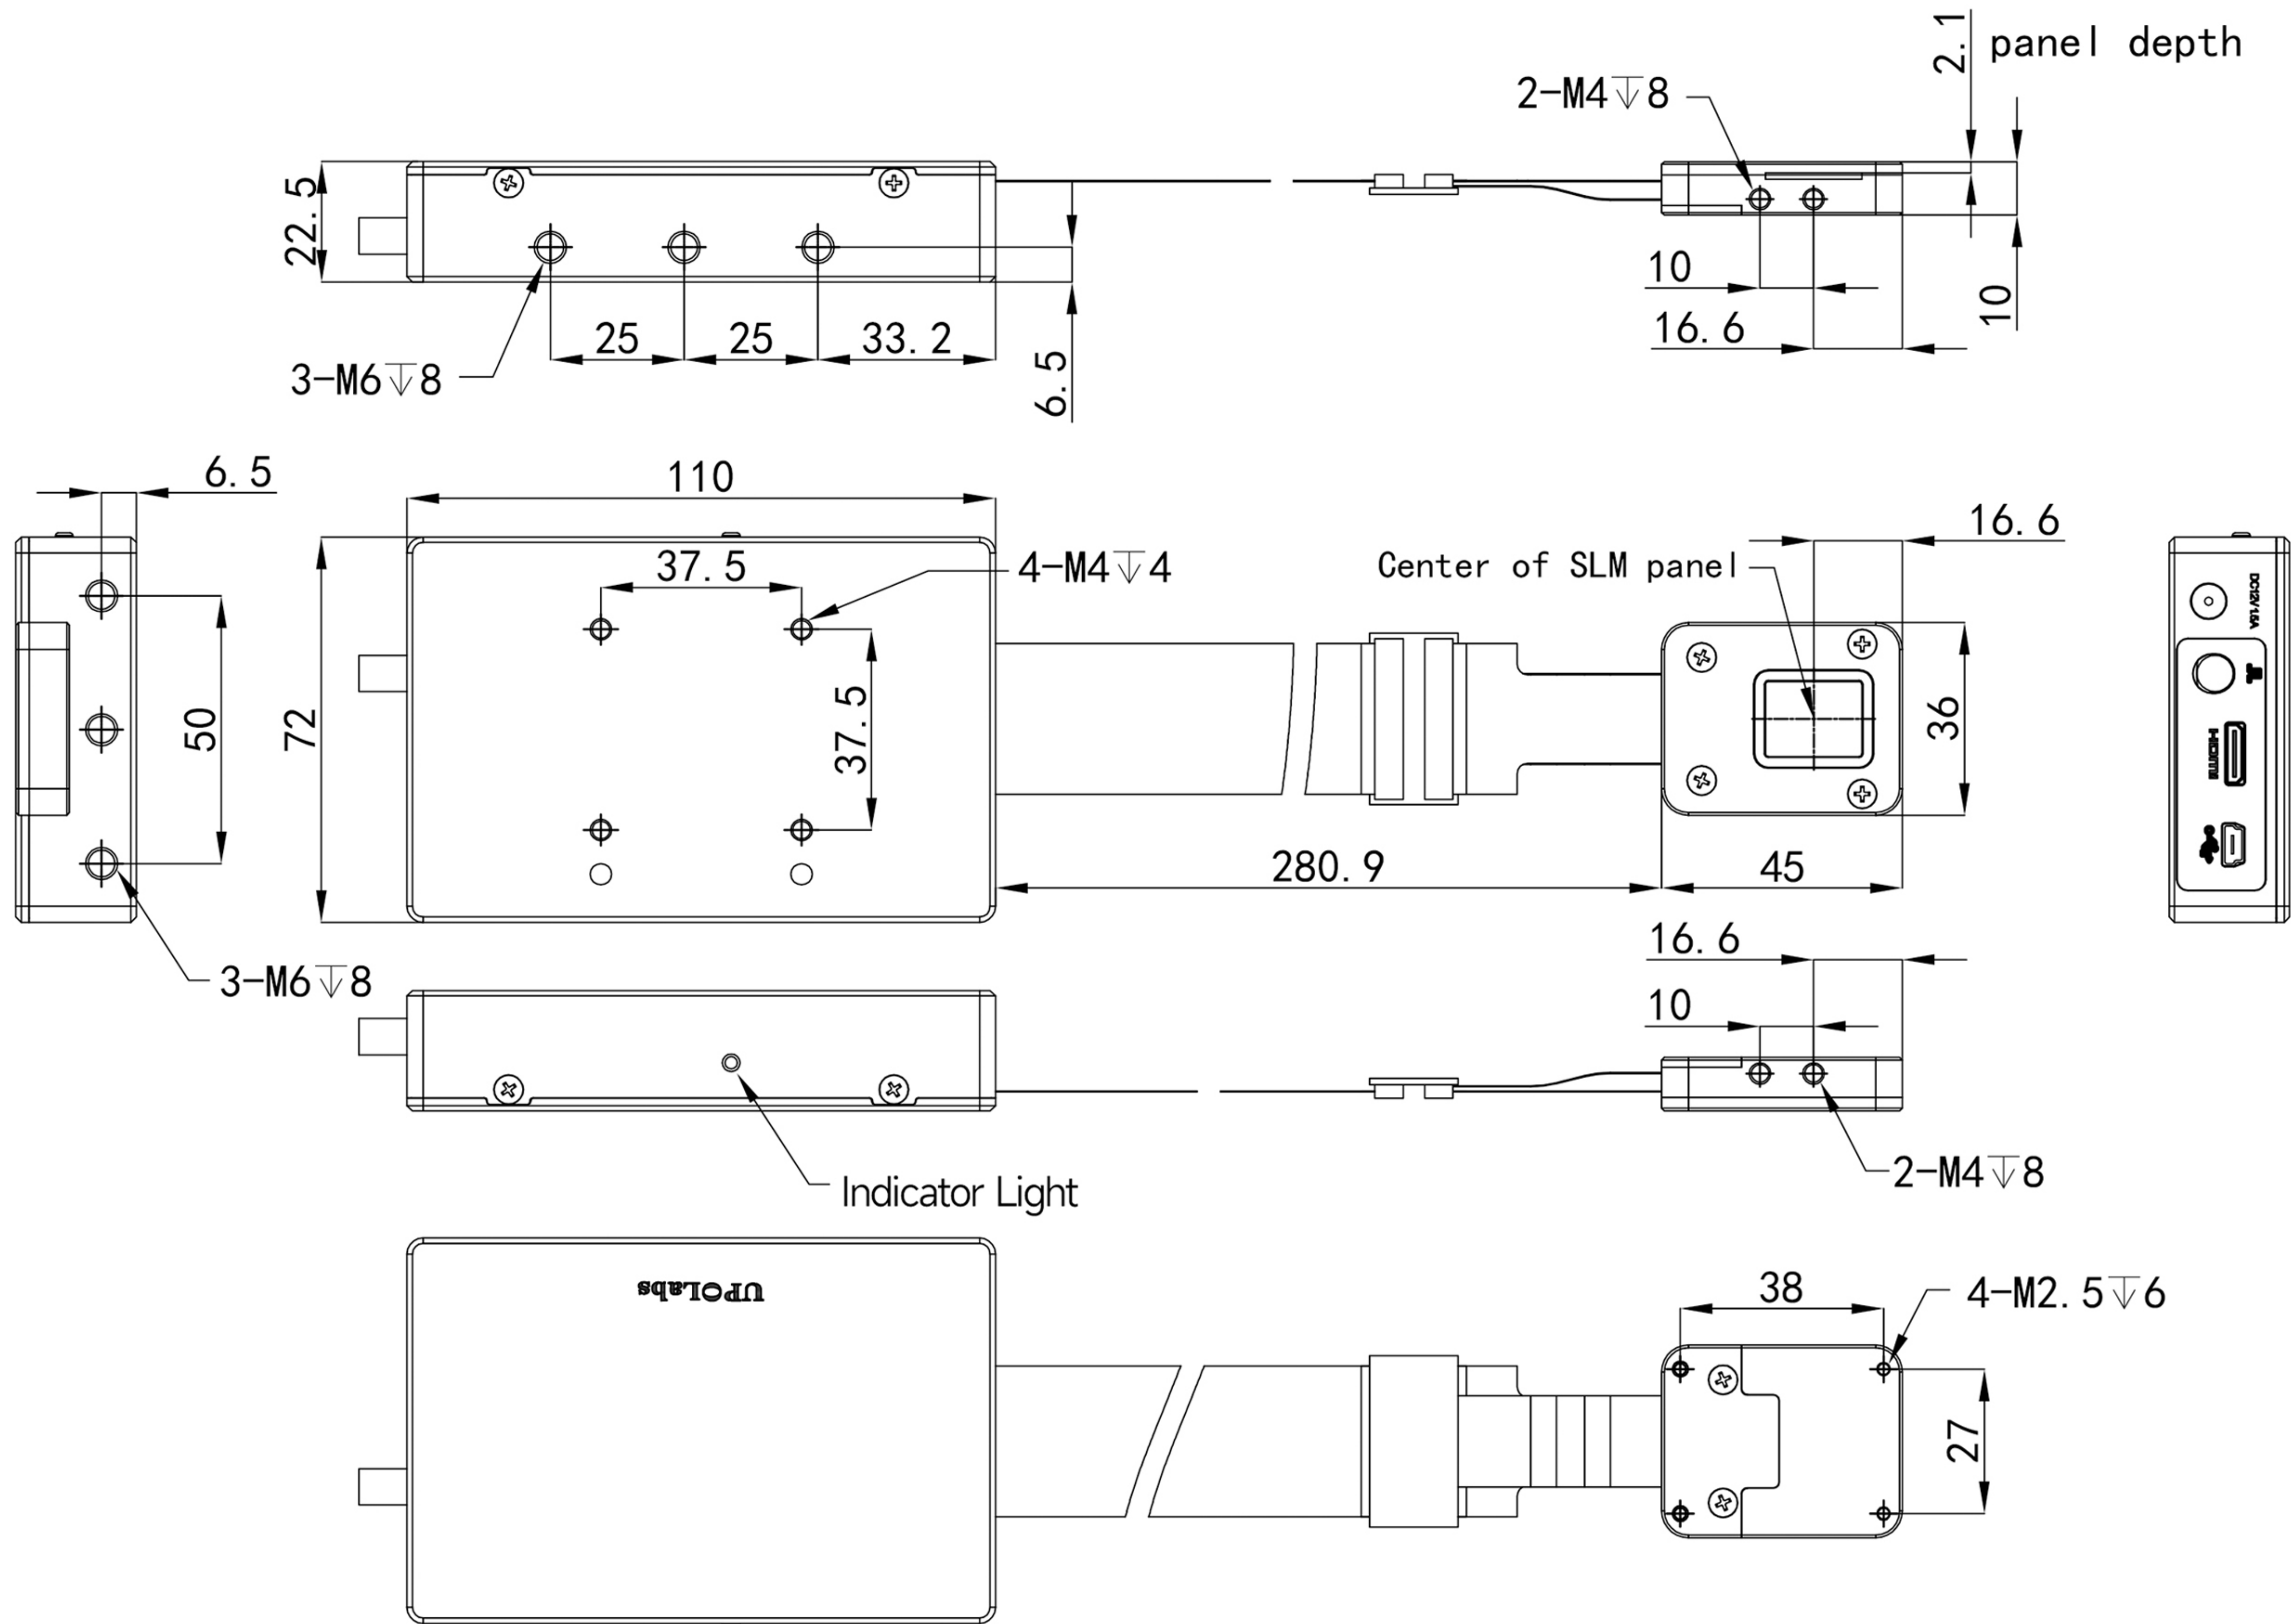 2.1 panel depth
2-M4↧8
22.5
10
10
16.6
25 25 33.2
3-M6↧8
6.5
6.5
110
16.6
37.5
4-M4↧4
Center of SLM panel
DC12V1.5A
50
72
37.5
36
HDMI
280.9
45
16.6
3-M6↧8
10
2-M4↧8
Indicator Light
UPOLabs
38
4-M2.5↧6
27